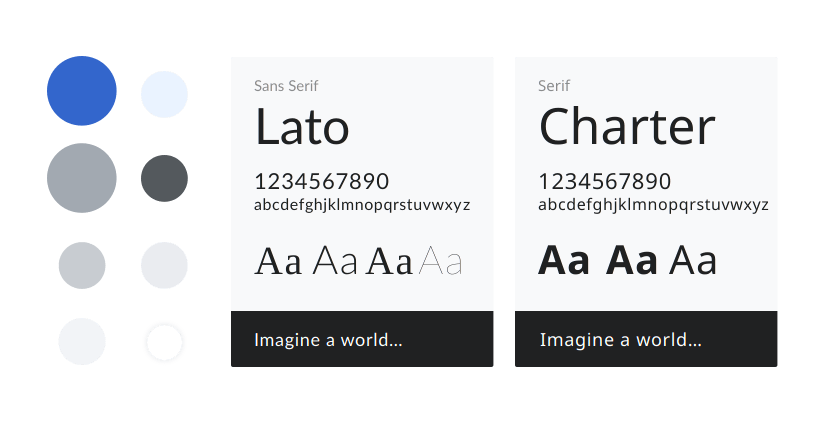 Sans Serif
Lato
1234567890
abcdefghjklmnopqrstuvwxyz
Aa Aa Aa Aa
Imagine a world...
Serif
Charter
1234567890
abcdefghjklmnopqrstuvwxyz
Aa Aa Aa
Imagine a world...